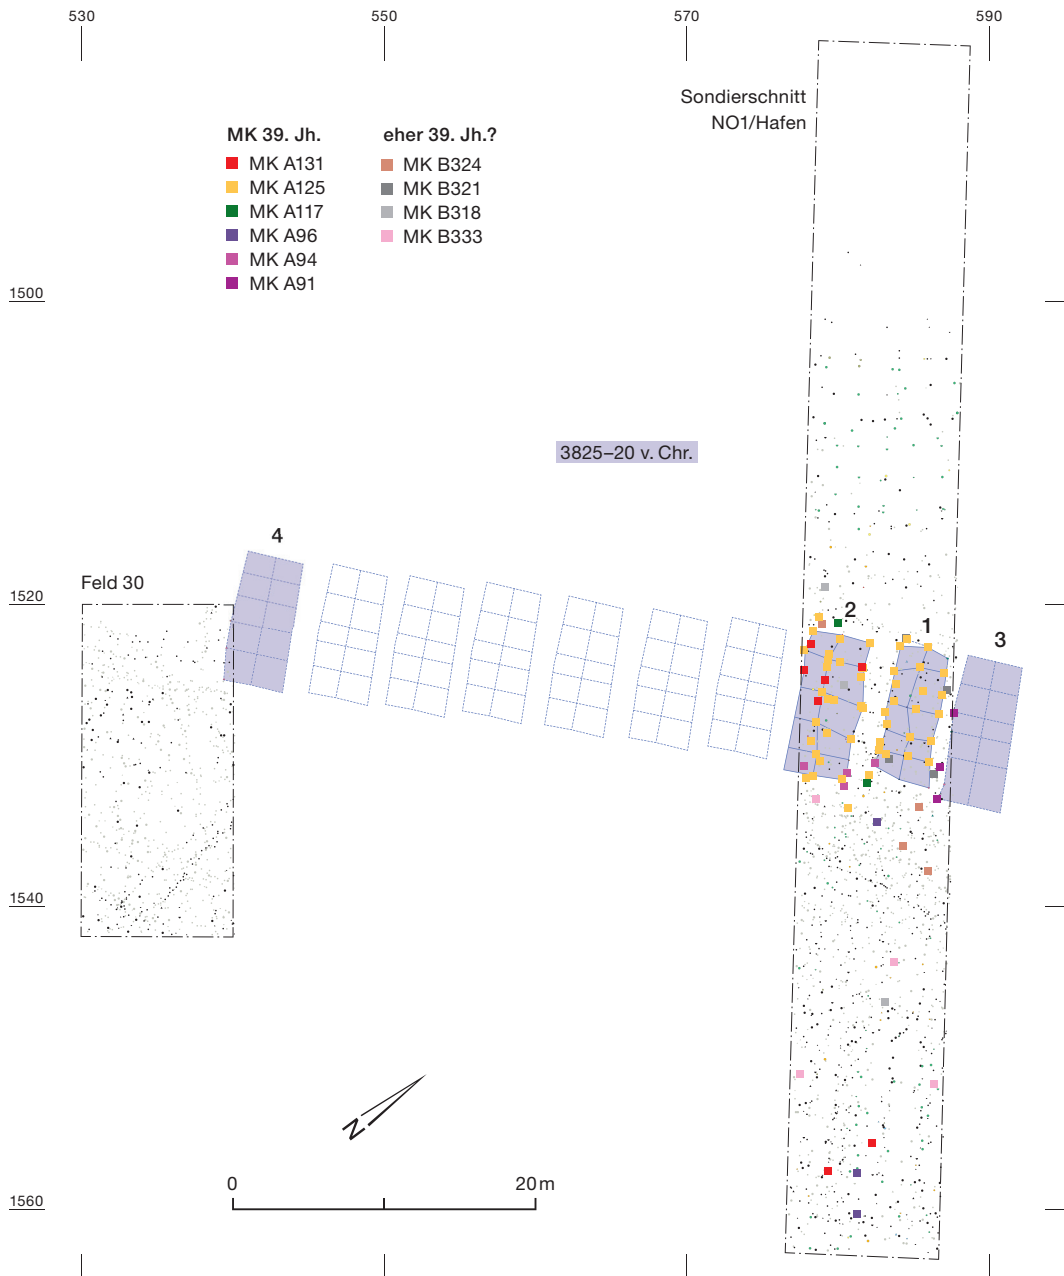 530 550 570 590
Sondierschnitt
NO1/Hafen
MK 39. Jh.
MK A131
MK A125
MK A117
MK A96
MK A94
MK A91
eher 39. Jh.?
MK B324
MK B321
MK B318
MK B333
1500
3825–20 v. Chr.
4
Feld 30
1520
2
1
3
1540
N
0 20 m
1560